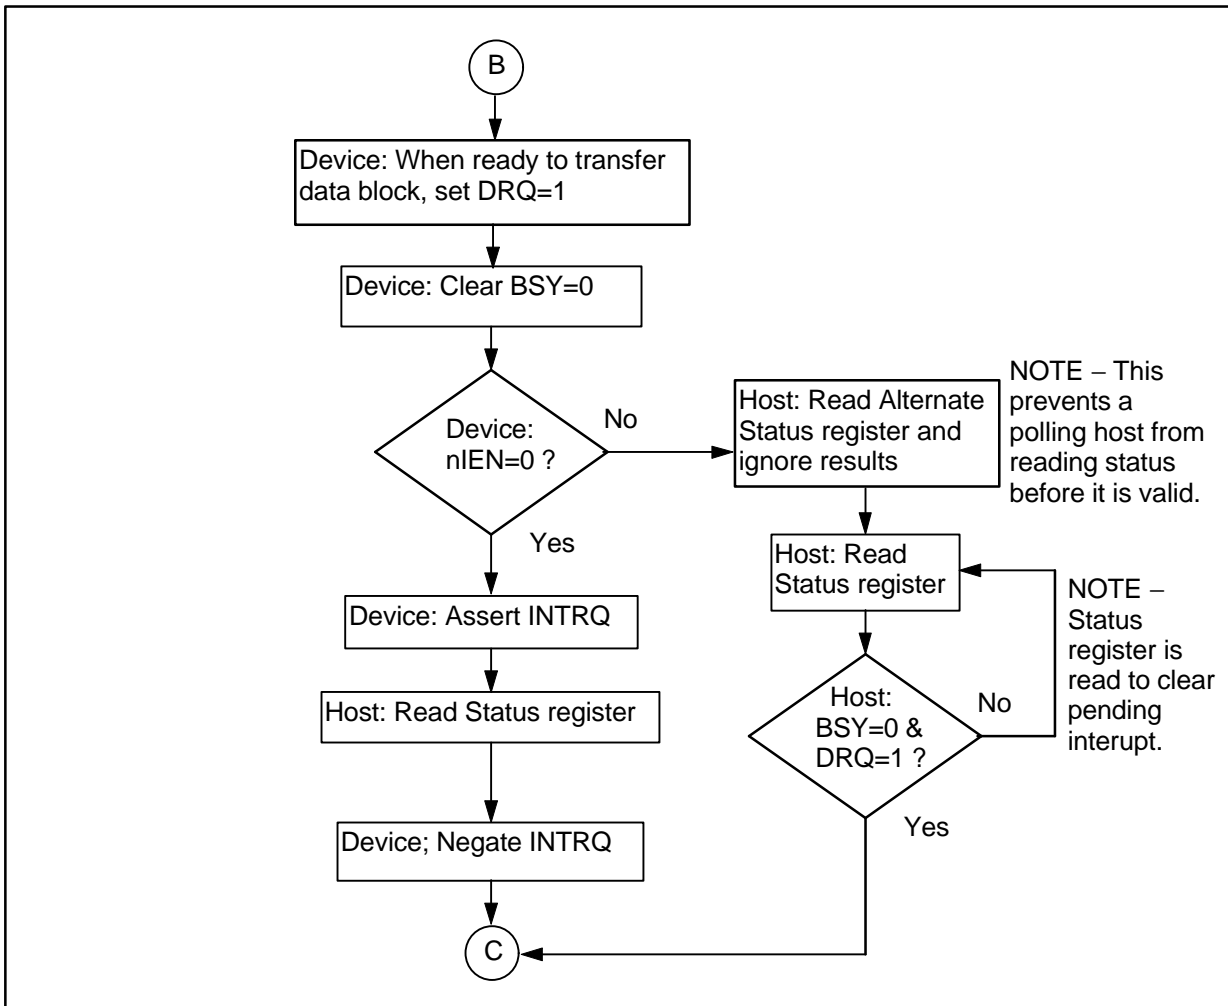 B
Device: When ready to transfer
data block, set DRQ=1
Device: Clear BSY=0
Device:
nIEN=0 ?
No
Yes
Host: Read Alternate
Status register and
ignore results
NOTE – This
prevents a
polling host from
reading status
before it is valid.
Host: Read
Status register
NOTE –
Status
register is
read to clear
pending
interupt.
Device: Assert INTRQ
Host: Read Status register
Host:
BSY=0 &
DRQ=1 ?
No
Yes
Device; Negate INTRQ
C